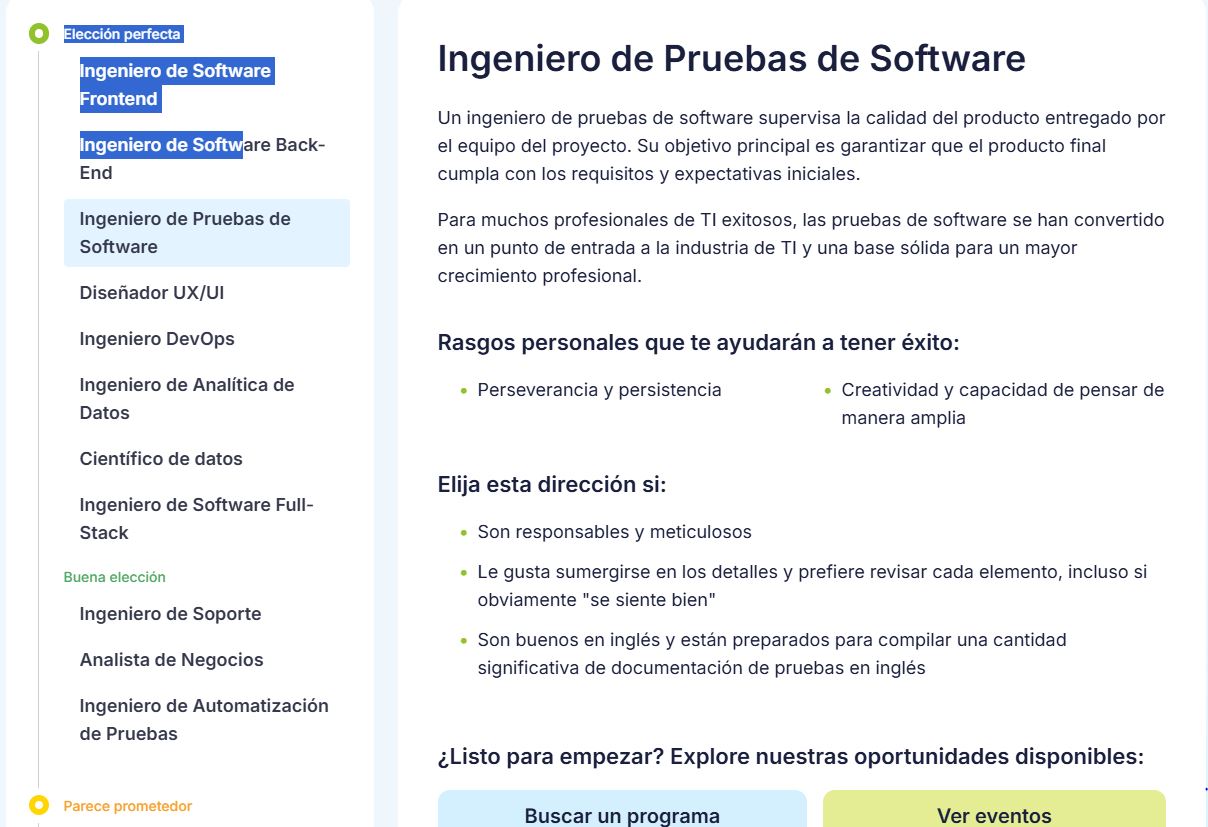 Elección perfecta
Ingeniero de Software
Frontend
Ingeniero de Software Back-
End
Ingeniero de Pruebas de
Software
Diseñador UX/UI
Ingeniero DevOps
Ingeniero de Analítica de
Datos
Científico de datos
Ingeniero de Software Full-
Stack
Buena elección
Ingeniero de Soporte
Analista de Negocios
Ingeniero de Automatización
de Pruebas
Parece prometedor
Ingeniero de Pruebas de Software
Un ingeniero de pruebas de software supervisa la calidad del producto entregado por
el equipo del proyecto. Su objetivo principal es garantizar que el producto final
cumpla con los requisitos y expectativas iniciales.
Para muchos profesionales de TI exitosos, las pruebas de software se han convertido
en un punto de entrada a la industria de TI y una base sólida para un mayor
crecimiento profesional.
Rasgos personales que te ayudarán a tener éxito:
Perseverancia y persistencia
Creatividad y capacidad de pensar de
manera amplia
Elija esta dirección si:
Son responsables y meticulosos
Le gusta sumergirse en los detalles y prefiere revisar cada elemento, incluso si
obviamente "se siente bien"
Son buenos en inglés y están preparados para compilar una cantidad
significativa de documentación de pruebas en inglés
¿Listo para empezar? Explore nuestras oportunidades disponibles:
Buscar un programa
Ver eventos